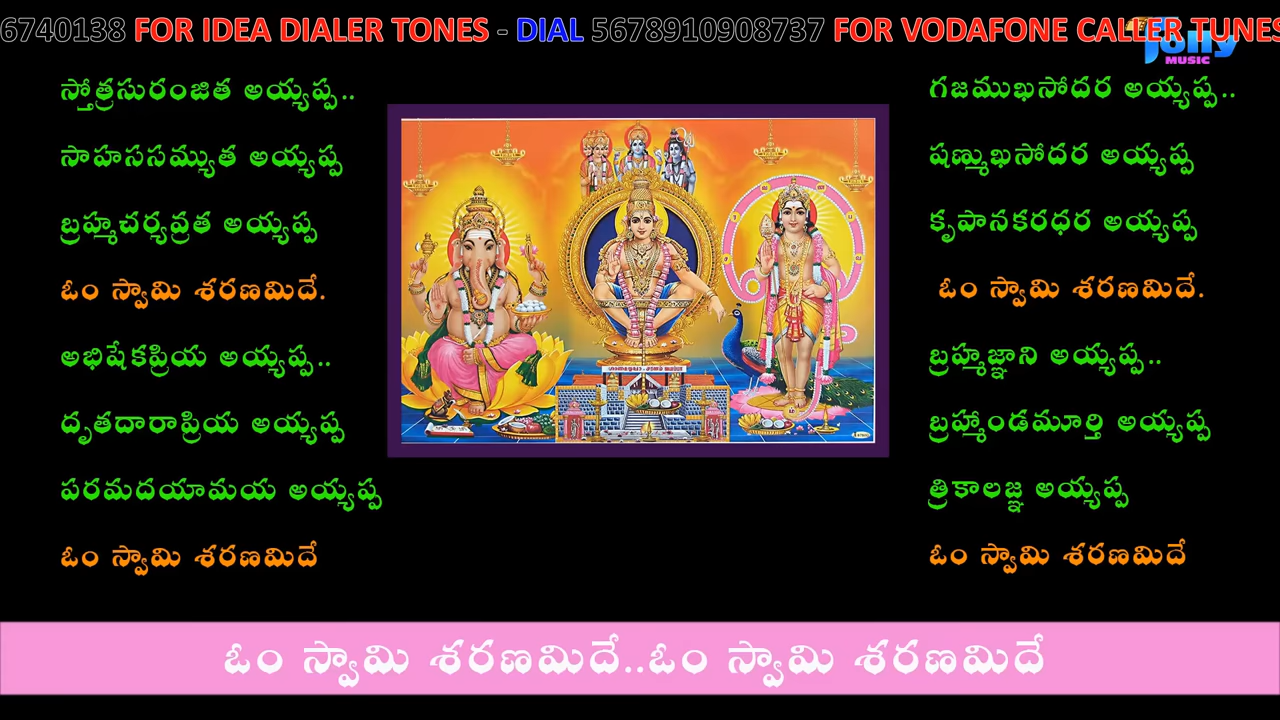 6740138 FOR IDEA DIALER TONES - DIAL 5678910908737 FOR VODAFONE CALLER TUNES
Jolly
MUSIC
స్తోత్రసురంజిత అయ్యప్ప..
సాహససమ్యుత అయ్యప్ప
బ్రహ్మచర్యవ్రత అయ్యప్ప
ఓం స్వామి శరణమిదే.
అభిషేకప్రియ అయ్యప్ప..
దృతదారాప్రియ అయ్యప్ప
పరమదయామయ అయ్యప్ప
ఓం స్వామి శరణమిదే
గజముఖసోదర అయ్యప్ప..
షణ్ముఖసోదర అయ్యప్ప
కృపానకరధర అయ్యప్ప
ఓం స్వామి శరణమిదే.
బ్రహ్మజ్ఞాని అయ్యప్ప..
బ్రహ్మాండమూర్తి అయ్యప్ప
త్రికాలజ్ఞ అయ్యప్ప
ఓం స్వామి శరణమిదే
ఓం స్వామి శరణమిదే..ఓం స్వామి శరణమిదే